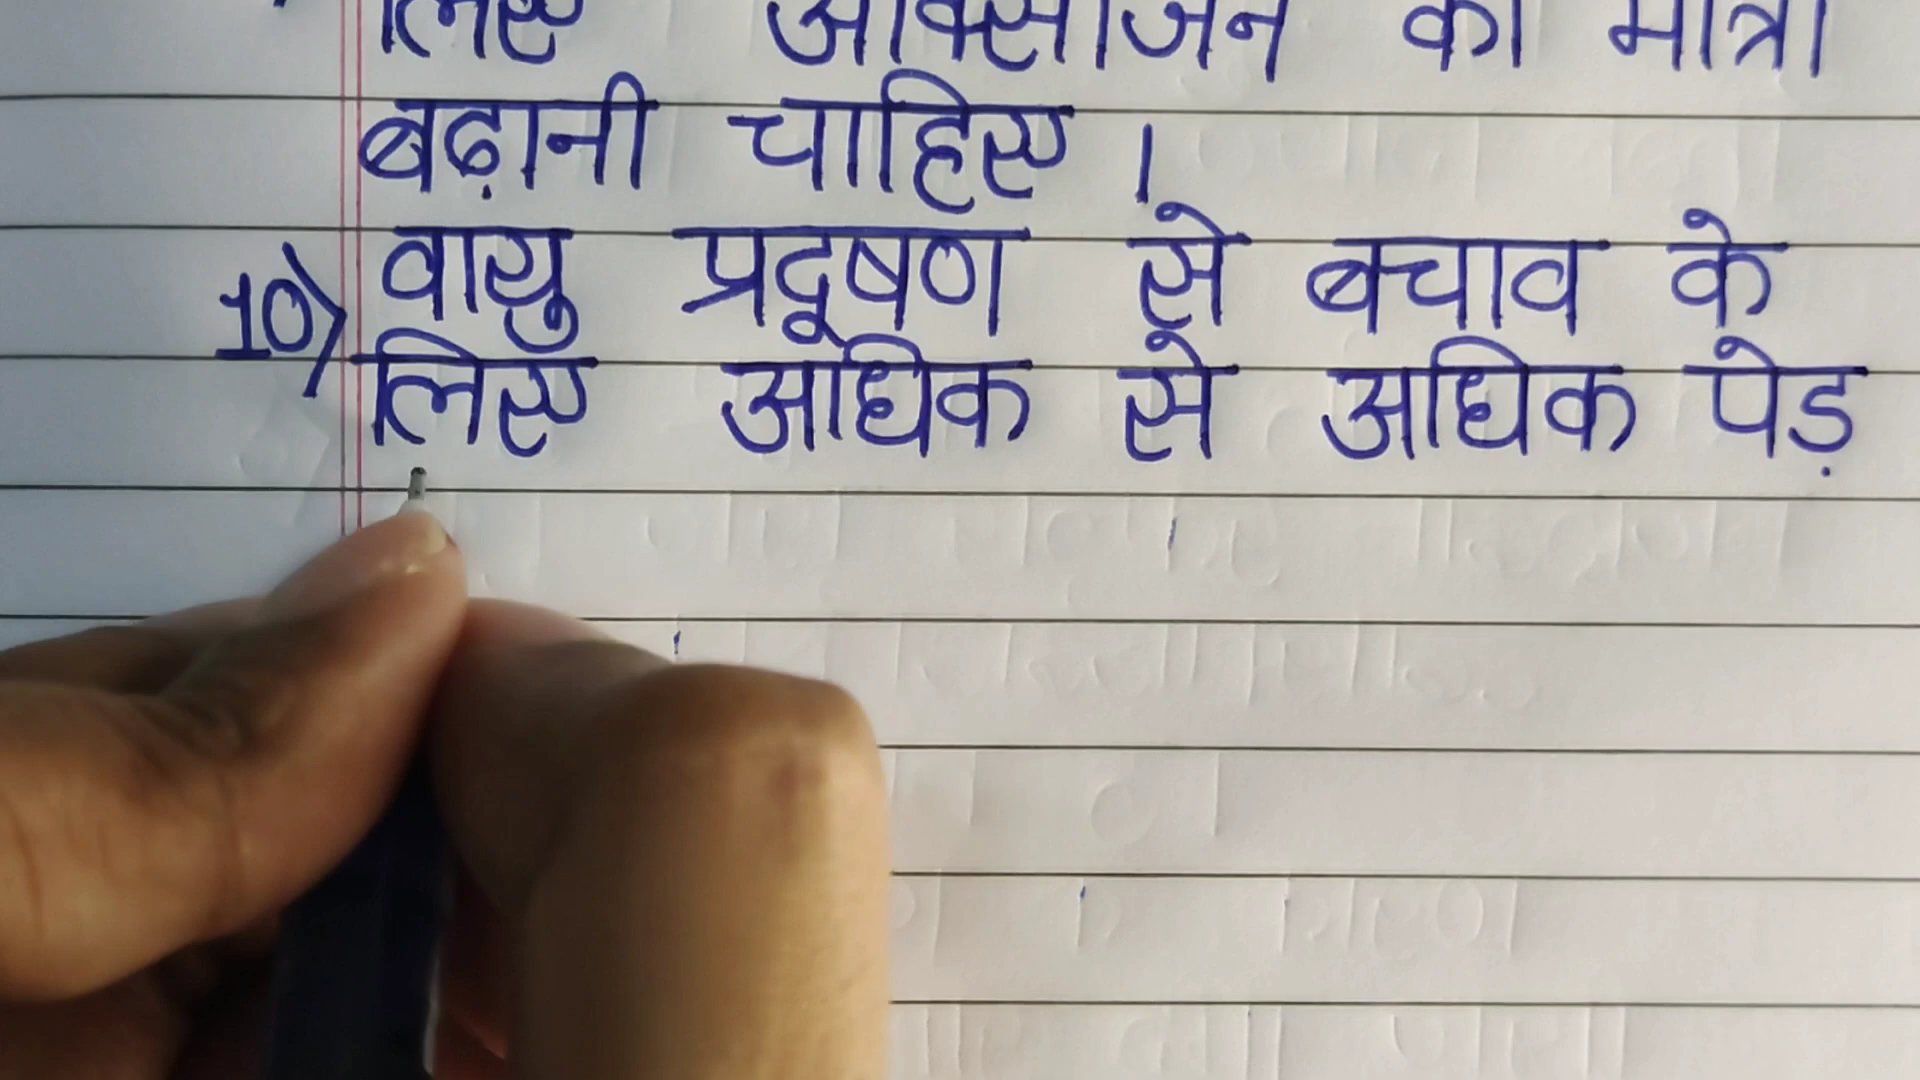 लिए ऑक्सीजन की मात्रा
बढ़ानी चाहिए ।
10) वायु प्रदूषण से बचाव के
लिए अधिक से अधिक पेड़